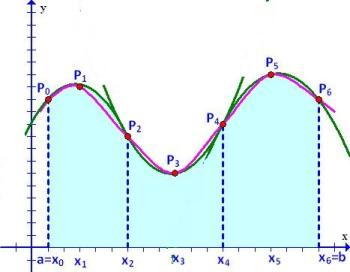 y
P₀
P₁
P₂
P₃
P₄
P₅
P₆
x
a=x₀
x₁
x₂
x₃
x₄
x₅
x₆=b